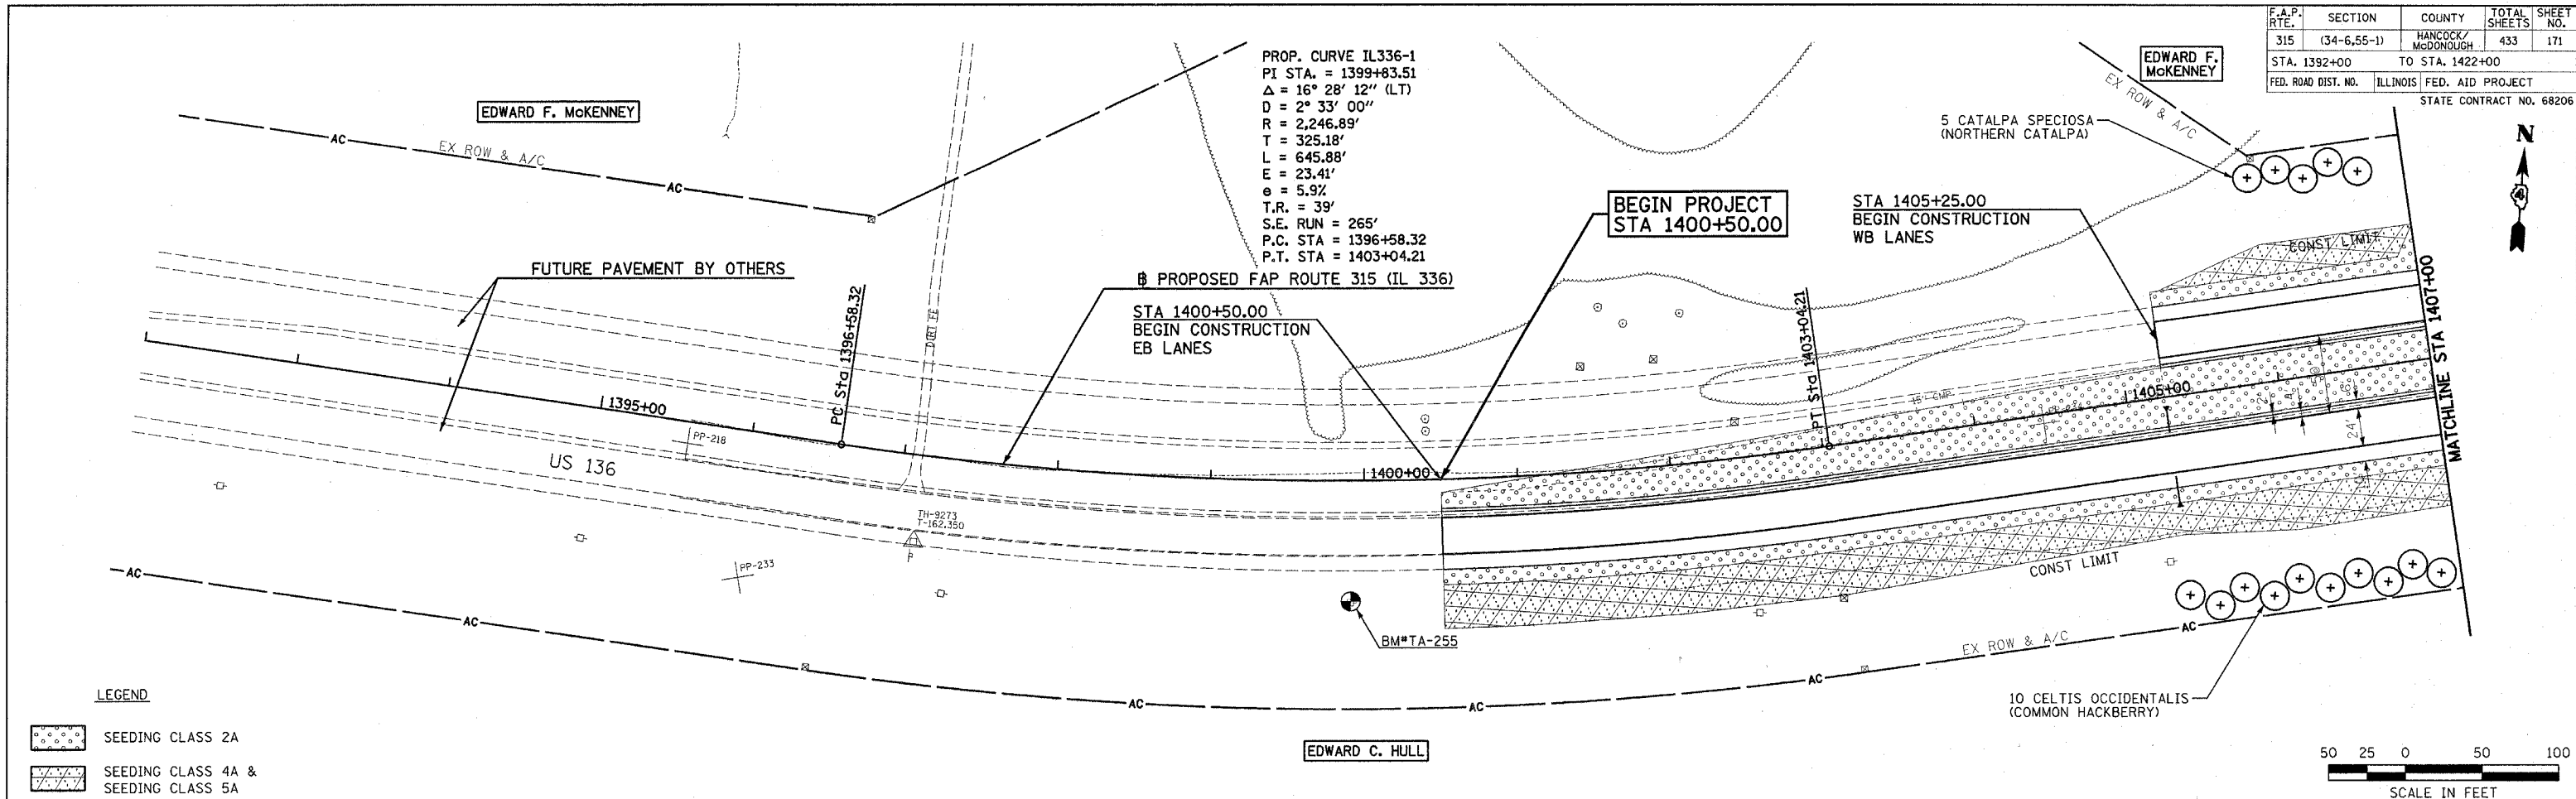 F.A.P. RTE. SECTION COUNTY TOTAL SHEETS SHEET NO.
315 (34-6,55-1) HANCOCK/ McDONOUGH 433 171
STA. 1392+00 TO STA. 1422+00
FED. ROAD DIST. NO. ILLINOIS FED. AID PROJECT
STATE CONTRACT NO. 68206
N
EDWARD F. McKENNEY
EDWARD F. McKENNEY
EX ROW & A/C
5 CATALPA SPECIOSA
(NORTHERN CATALPA)
AC
EX ROW & A/C
AC
PROP. CURVE IL336-1
PI STA. = 1399+83.51
Δ = 16° 28' 12" (LT)
D = 2° 33' 00"
R = 2,246.89'
T = 325.18'
L = 645.88'
E = 23.41'
e = 5.9%
T.R. = 39'
S.E. RUN = 265'
P.C. STA = 1396+58.32
P.T. STA = 1403+04.21
BEGIN PROJECT
STA 1400+50.00
STA 1405+25.00
BEGIN CONSTRUCTION
WB LANES
CONST LIMIT
FUTURE PAVEMENT BY OTHERS
℄ PROPOSED FAP ROUTE 315 (IL 336)
STA 1400+50.00
BEGIN CONSTRUCTION
EB LANES
PC Sta 1396+58.32
PT Sta 1403+04.21
MATCHLINE STA 1407+00
1395+00
1400+00
1405+00
15" CMP
24'
PP-218
US 136
TH-9273
T-162.350
P
PP-233
CONST LIMIT
AC
AC
AC
AC
AC
AC
EX ROW & A/C
BM#TA-255
10 CELTIS OCCIDENTALIS
(COMMON HACKBERRY)
EDWARD C. HULL
LEGEND
SEEDING CLASS 2A
SEEDING CLASS 4A &
SEEDING CLASS 5A
50 25 0 50 100
SCALE IN FEET